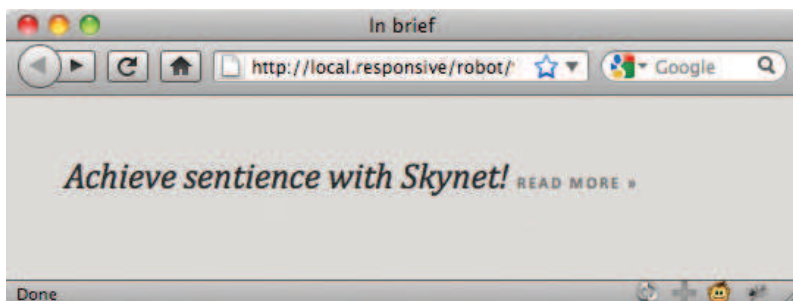 In brief
http://local.responsive/robot/
Google
Achieve sentience with Skynet! READ MORE »
Done